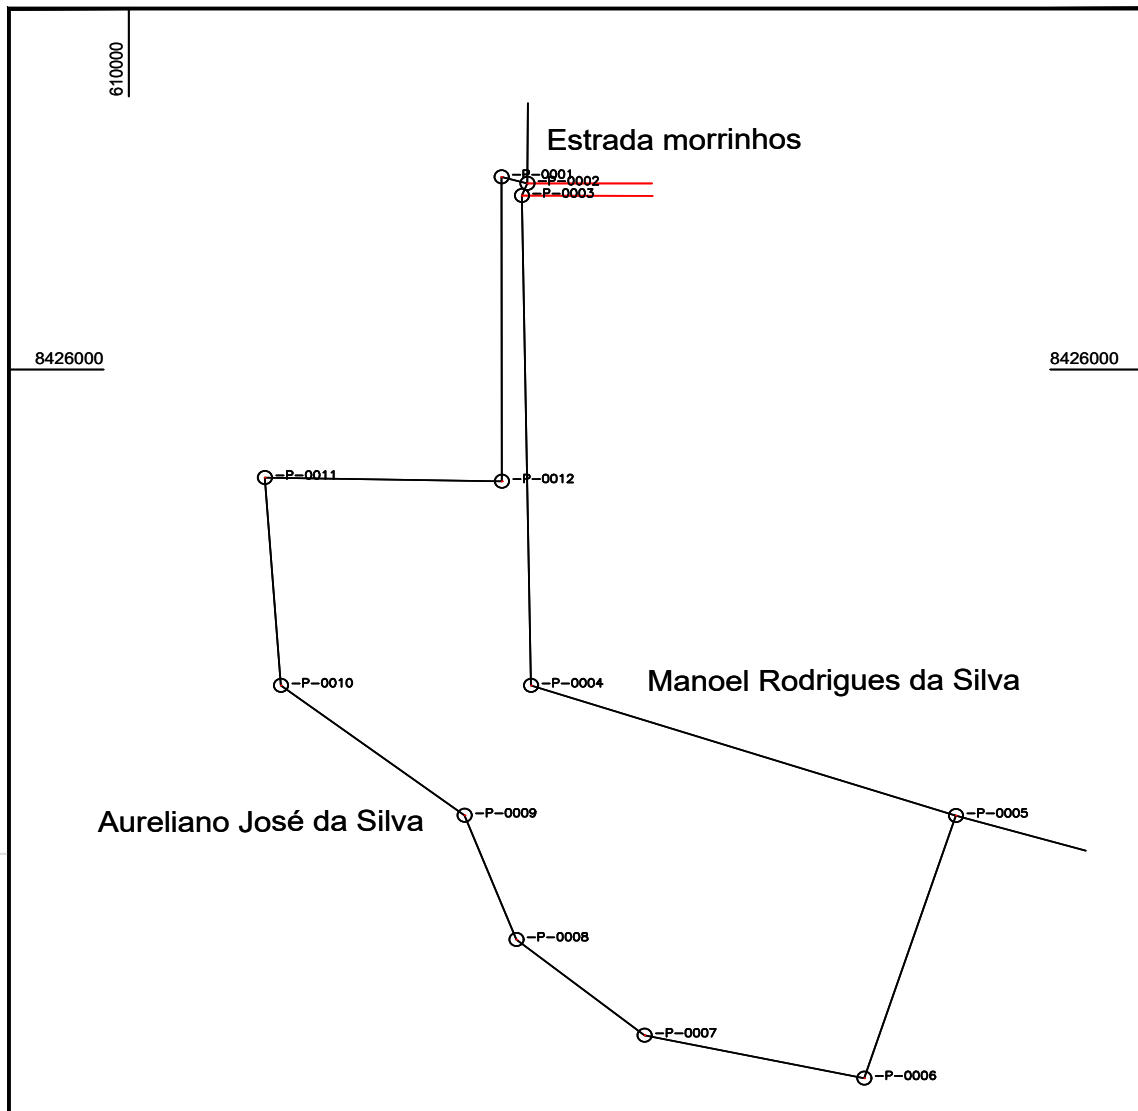 610000
Estrada morrinhos
-P-0001
-P-0002
-P-0003
8426000
8426000
-P-0011
-P-0012
-P-0010
-P-0004
Manoel Rodrigues da Silva
Aureliano José da Silva
-P-0009
-P-0005
-P-0008
-P-0007
-P-0006